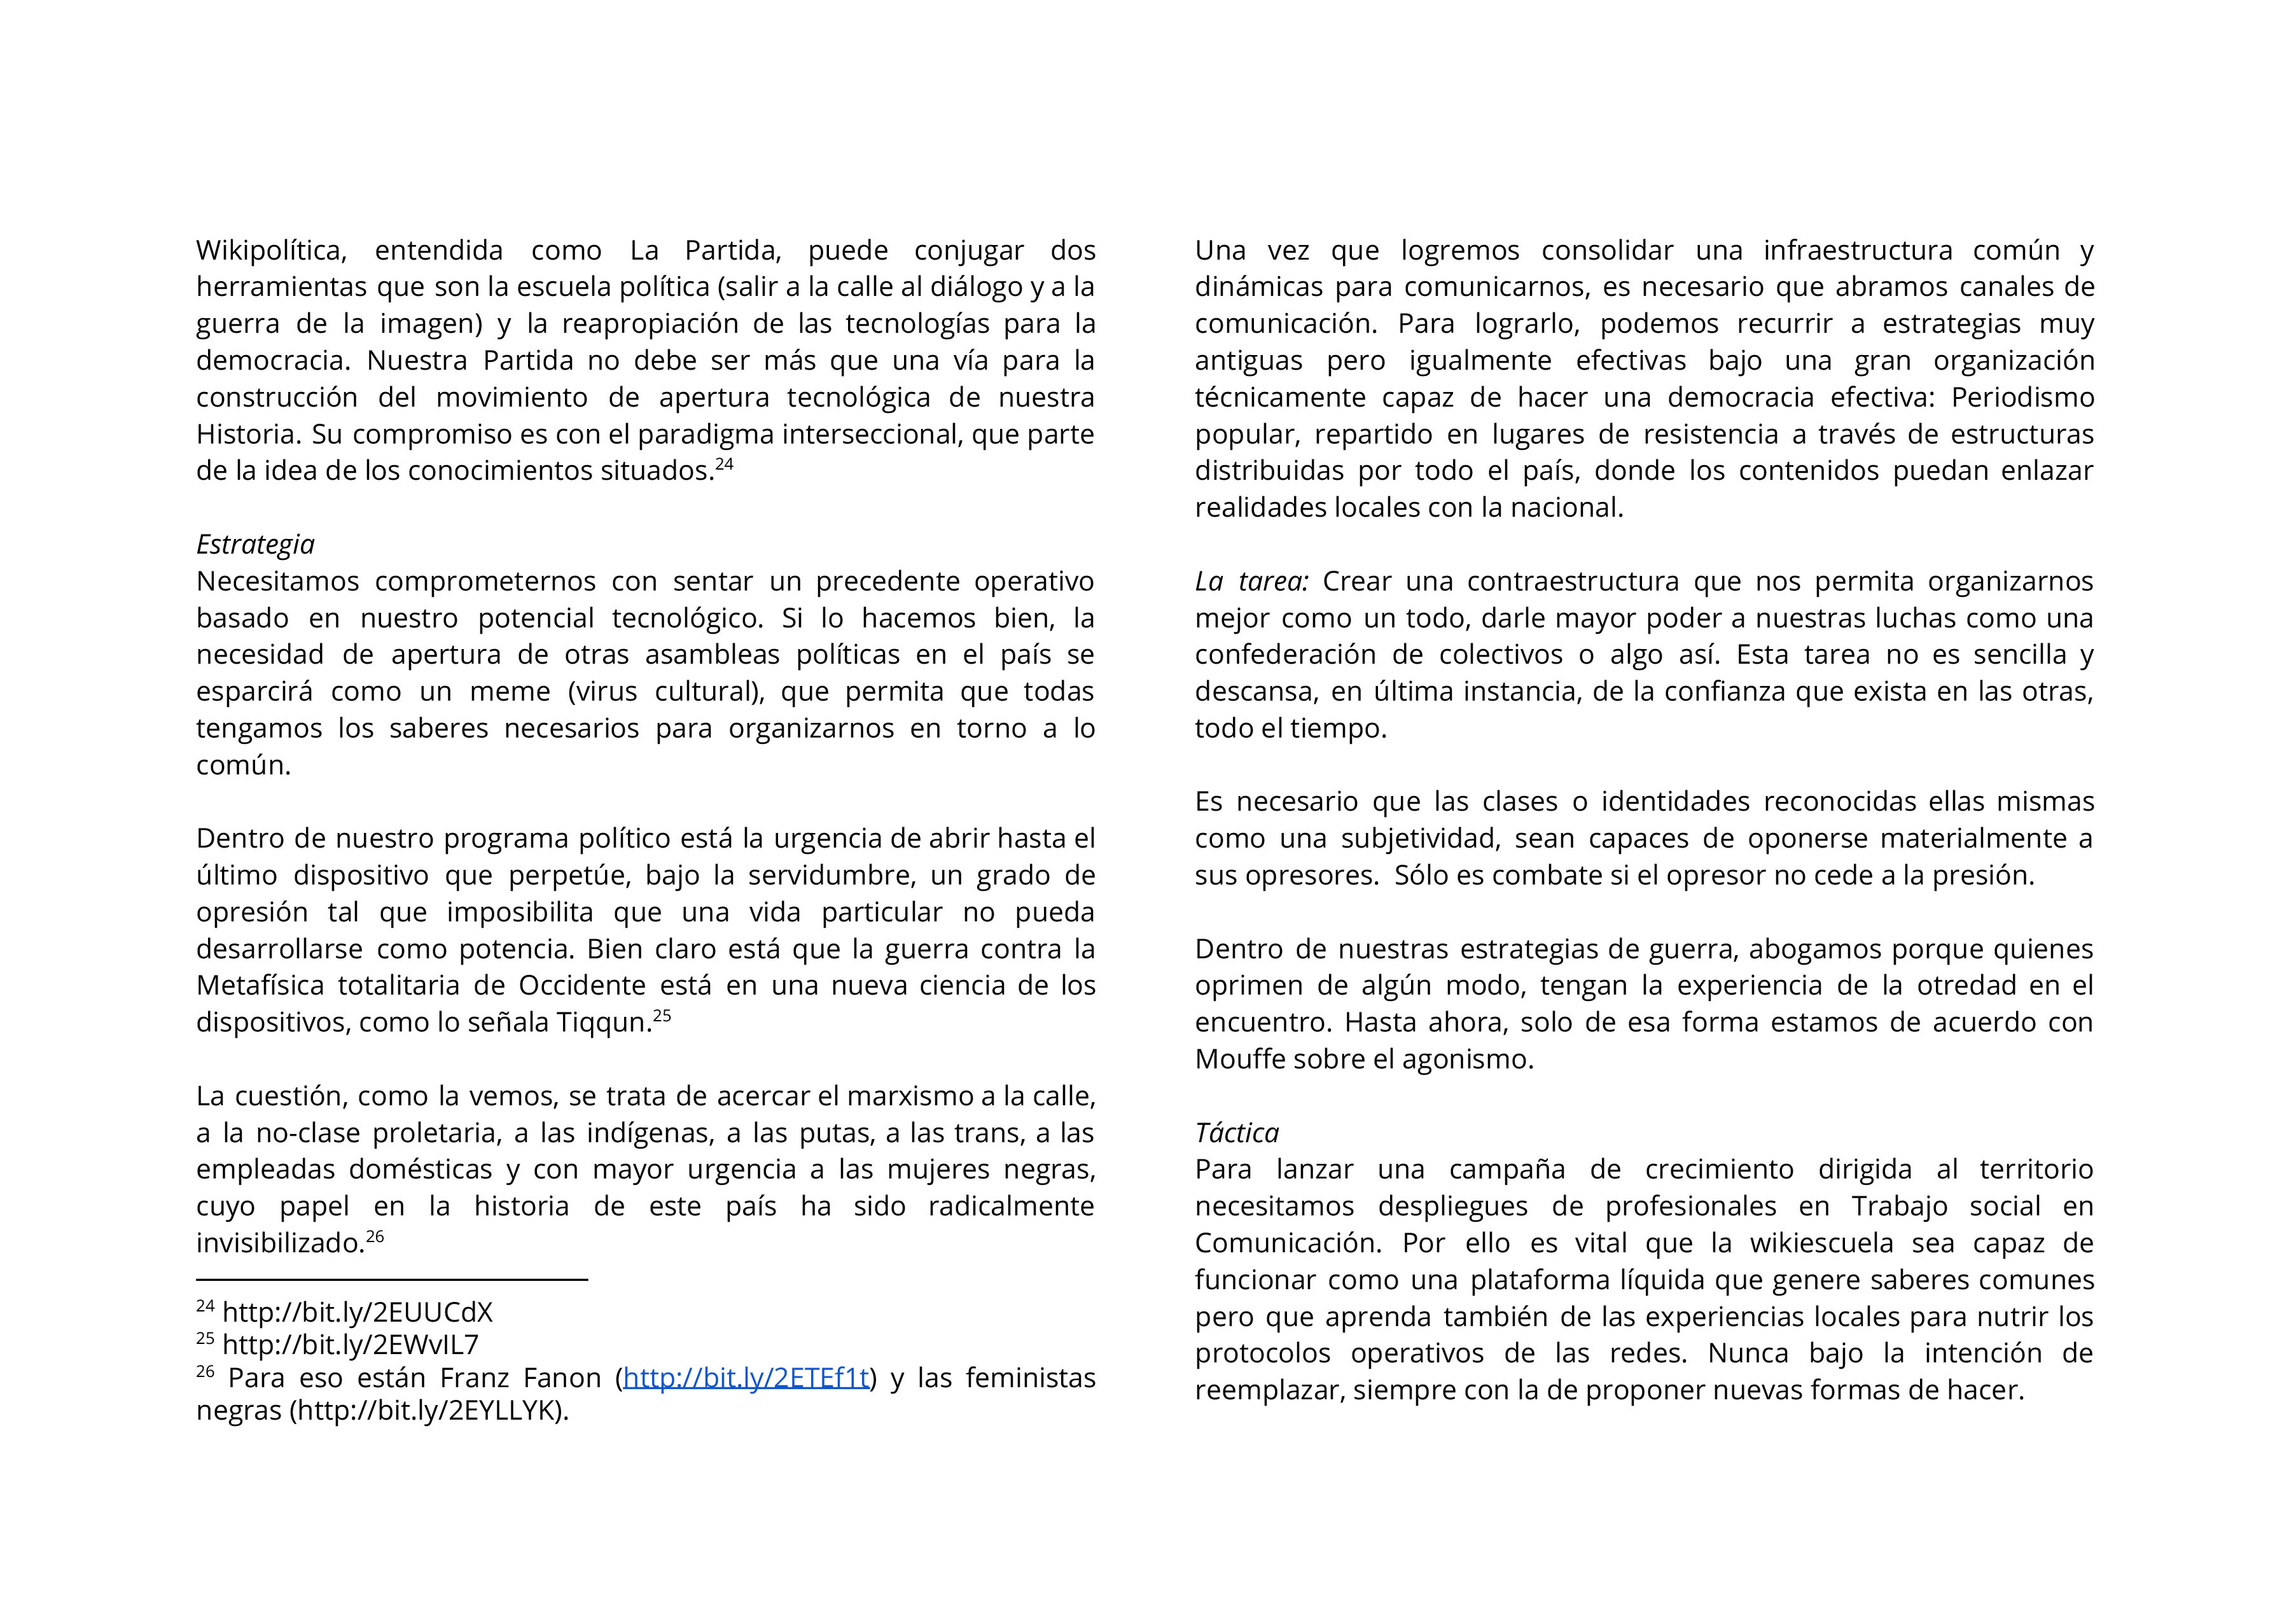 Wikipolítica, entendida como La Partida, puede conjugar dos
herramientas que son la escuela política (salir a la calle al diálogo y a la
guerra de la imagen) y la reapropiación de las tecnologías para la
democracia. Nuestra Partida no debe ser más que una vía para la
construcción del movimiento de apertura tecnológica de nuestra
Historia. Su compromiso es con el paradigma interseccional, que parte
de la idea de los conocimientos situados.24
Estrategia
Necesitamos comprometernos con sentar un precedente operativo
basado en nuestro potencial tecnológico. Si lo hacemos bien, la
necesidad de apertura de otras asambleas políticas en el país se
esparcirá como un meme (virus cultural), que permita que todas
tengamos los saberes necesarios para organizarnos en torno a lo
común.
Dentro de nuestro programa político está la urgencia de abrir hasta el
último dispositivo que perpetúe, bajo la servidumbre, un grado de
opresión tal que imposibilita que una vida particular no pueda
desarrollarse como potencia. Bien claro está que la guerra contra la
Metafísica totalitaria de Occidente está en una nueva ciencia de los
dispositivos, como lo señala Tiqqun.25
La cuestión, como la vemos, se trata de acercar el marxismo a la calle,
a la no-clase proletaria, a las indígenas, a las putas, a las trans, a las
empleadas domésticas y con mayor urgencia a las mujeres negras,
cuyo papel en la historia de este país ha sido radicalmente
invisibilizado.26
24 http://bit.ly/2EUUCdX
25 http://bit.ly/2EWvIL7
26 Para eso están Franz Fanon (http://bit.ly/2ETEf1t) y las feministas
negras (http://bit.ly/2EYLLYK).
Una vez que logremos consolidar una infraestructura común y
dinámicas para comunicarnos, es necesario que abramos canales de
comunicación. Para lograrlo, podemos recurrir a estrategias muy
antiguas pero igualmente efectivas bajo una gran organización
técnicamente capaz de hacer una democracia efectiva: Periodismo
popular, repartido en lugares de resistencia a través de estructuras
distribuidas por todo el país, donde los contenidos puedan enlazar
realidades locales con la nacional.
La tarea: Crear una contraestructura que nos permita organizarnos
mejor como un todo, darle mayor poder a nuestras luchas como una
confederación de colectivos o algo así. Esta tarea no es sencilla y
descansa, en última instancia, de la confianza que exista en las otras,
todo el tiempo.
Es necesario que las clases o identidades reconocidas ellas mismas
como una subjetividad, sean capaces de oponerse materialmente a
sus opresores.  Sólo es combate si el opresor no cede a la presión.
Dentro de nuestras estrategias de guerra, abogamos porque quienes
oprimen de algún modo, tengan la experiencia de la otredad en el
encuentro. Hasta ahora, solo de esa forma estamos de acuerdo con
Mouffe sobre el agonismo.
Táctica
Para lanzar una campaña de crecimiento dirigida al territorio
necesitamos despliegues de profesionales en Trabajo social en
Comunicación. Por ello es vital que la wikiescuela sea capaz de
funcionar como una plataforma líquida que genere saberes comunes
pero que aprenda también de las experiencias locales para nutrir los
protocolos operativos de las redes. Nunca bajo la intención de
reemplazar, siempre con la de proponer nuevas formas de hacer.